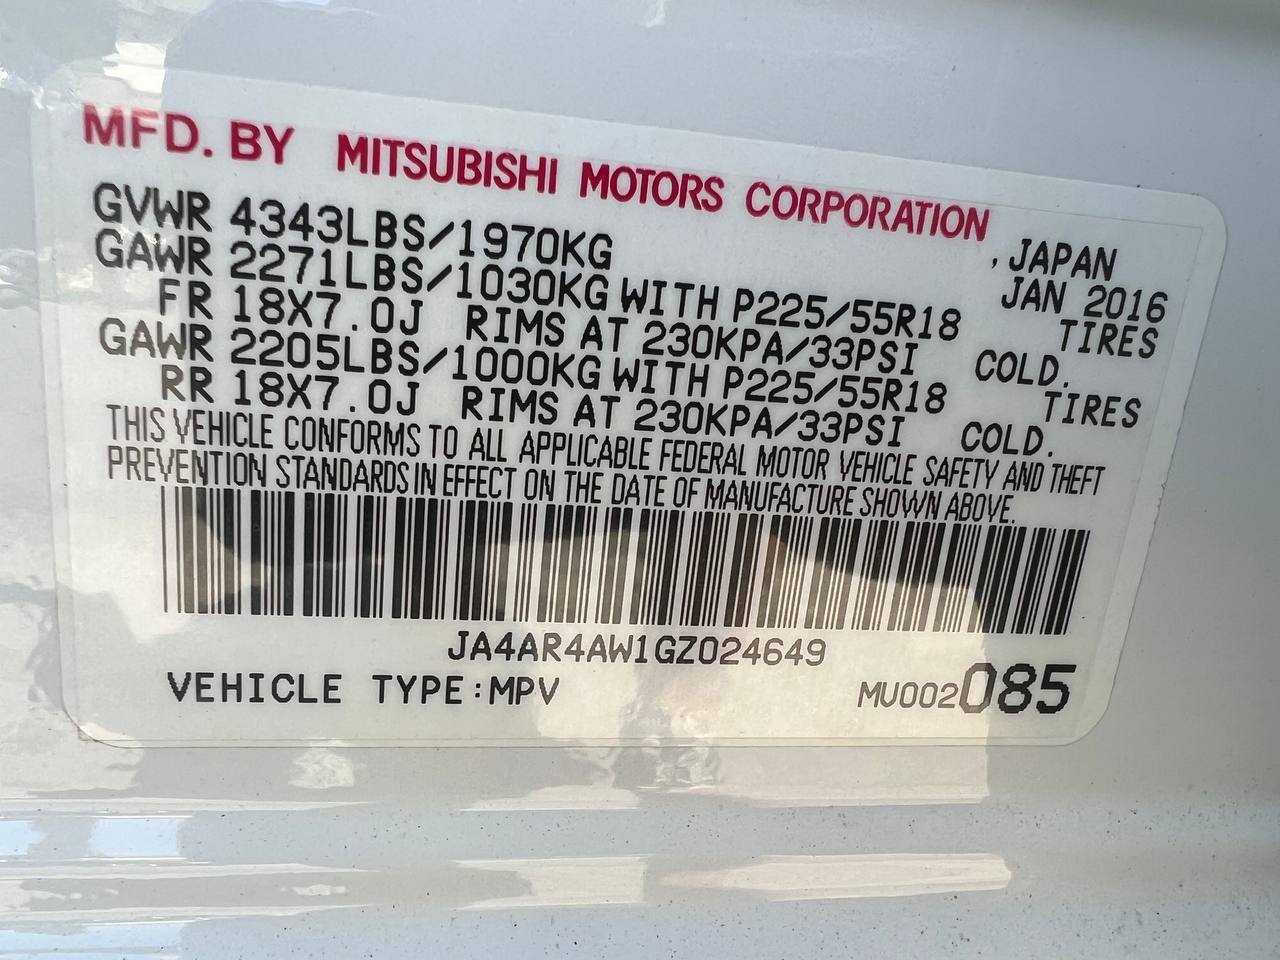 MFD. BY MITSUBISHI MOTORS CORPORATION
, JAPAN
GVWR 4343LBS/1970KG JAN 2016
GAWR 2271LBS/1030KG WITH P225/55R18 TIRES
FR 18X7.0J RIMS AT 230KPA/33PSI COLD.
GAWR 2205LBS/1000KG WITH P225/55R18 TIRES
RR 18X7.0J RIMS AT 230KPA/33PSI COLD.
THIS VEHICLE CONFORMS TO ALL APPLICABLE FEDERAL MOTOR VEHICLE SAFETY AND THEFT
PREVENTION STANDARDS IN EFFECT ON THE DATE OF MANUFACTURE SHOWN ABOVE.
JA4AR4AW1GZ024649
VEHICLE TYPE:MPV MU002085